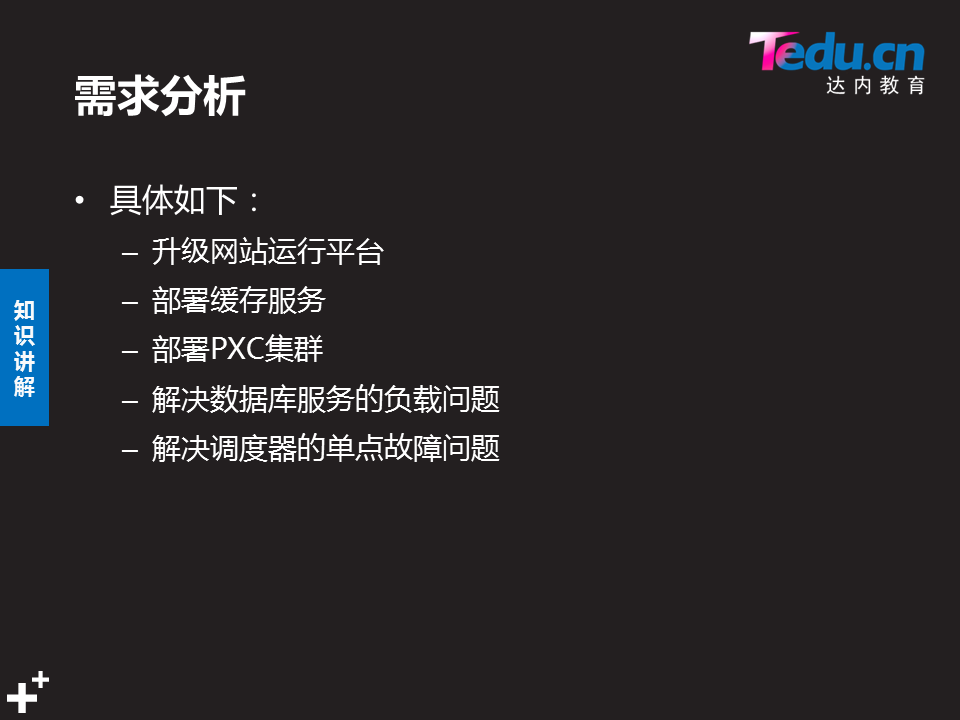 Tedu.cn
达内教育
需求分析
• 具体如下：
– 升级网站运行平台
– 部署缓存服务
– 部署PXC集群
– 解决数据库服务的负载问题
– 解决调度器的单点故障问题
知识讲解